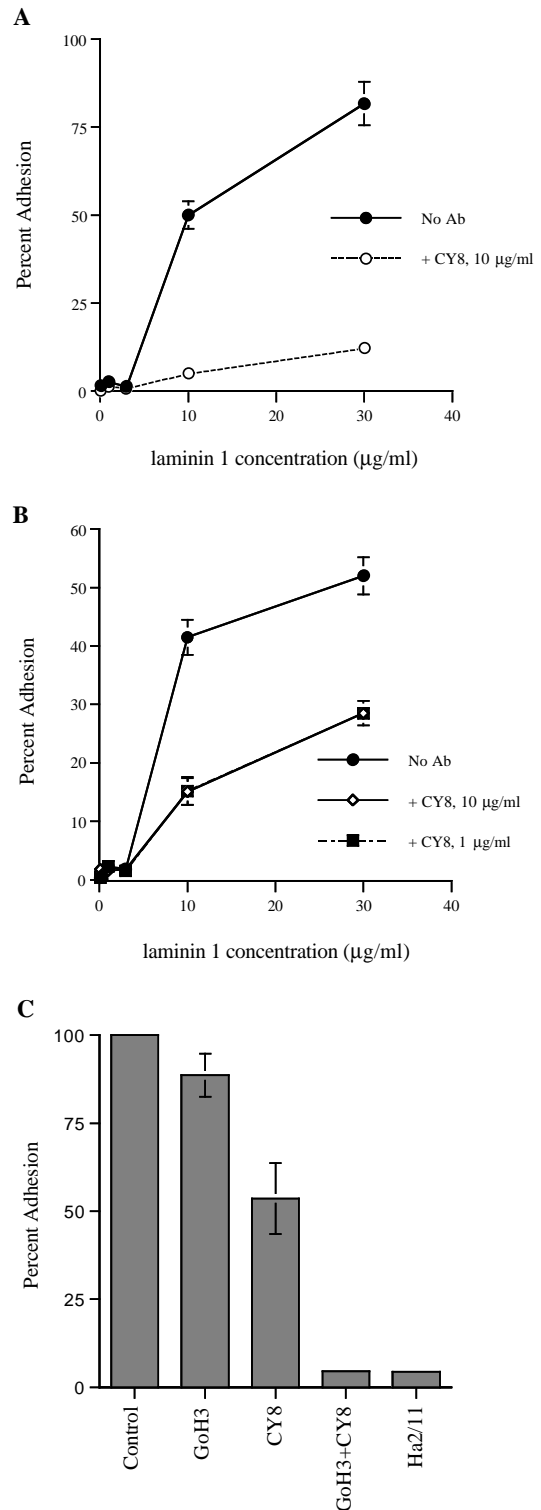 A
100
75
50
25
0
Percent Adhesion
No Ab
+ CY8, 10 μg/ml
0 10 20 30 40
laminin 1 concentration (μg/ml)
B
60
50
40
30
20
10
0
Percent Adhesion
No Ab
+ CY8, 10 μg/ml
+ CY8, 1 μg/ml
0 10 20 30 40
laminin 1 concentration (μg/ml)
C
100
75
50
25
0
Percent Adhesion
Control
GoH3
CY8
GoH3+CY8
Ha2/11